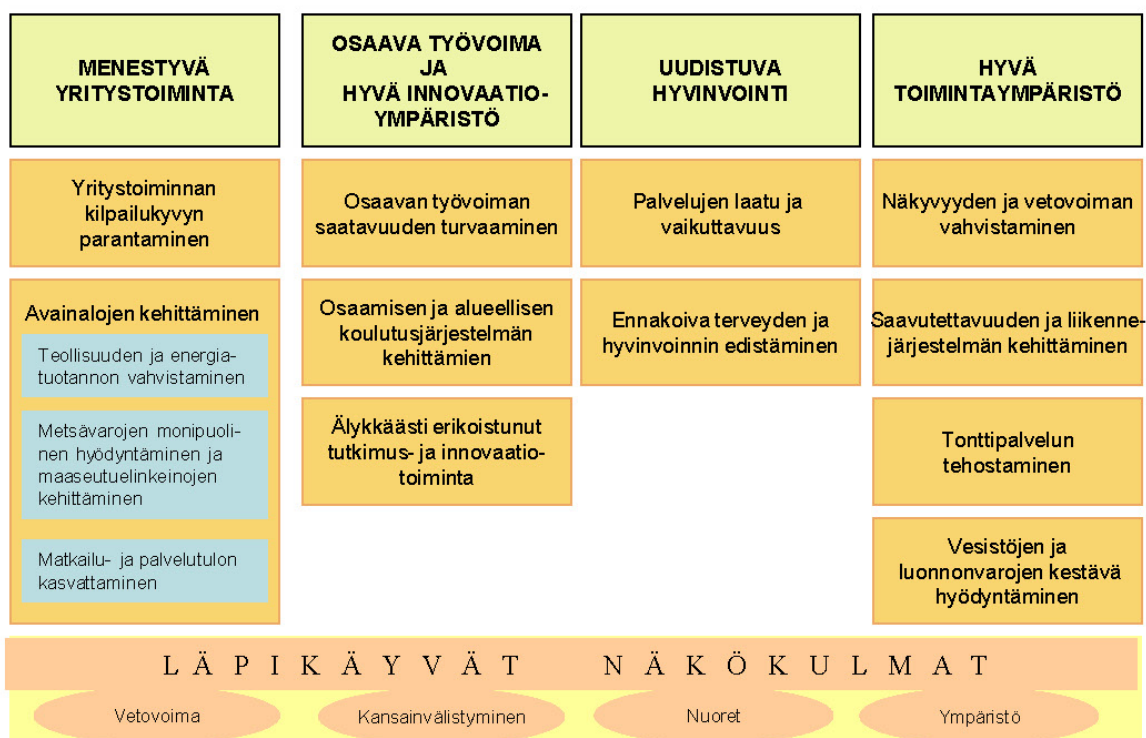 MENESTYVÄ
YRITYSTOIMINTA
OSAAVA TYÖVOIMA
JA
HYVÄ INNOVAATIO-
YMPÄRISTÖ
UUDISTUVA
HYVINVOINTI
HYVÄ
TOIMINTAYMPÄRISTÖ
Yritystoiminnan
kilpailukyvyn
parantaminen
Osaavan työvoiman
saatavuuden turvaaminen
Palvelujen laatu ja
vaikuttavuus
Näkyvyyden ja vetovoiman
vahvistaminen
Avainalojen kehittäminen
Teollisuuden ja energia-
tuotannon vahvistaminen
Metsävarojen monipuoli-
nen hyödyntäminen ja
maaseutuelinkeinojen
kehittäminen
Matkailu- ja palvelutulon
kasvattaminen
Osaamisen ja alueellisen
koulutusjärjestelmän
kehittämien
Ennakoiva terveyden ja
hyvinvoinnin edistäminen
Saavutettavuuden ja liikenne-
järjestelmän kehittäminen
Älykkäästi erikoistunut
tutkimus- ja innovaatio-
toiminta
Tonttipalvelun
tehostaminen
Vesistöjen ja
luonnonvarojen kestävä
hyödyntäminen
LÄPIKÄYVÄT NÄKÖKULMAT
Vetovoima
Kansainvälistyminen
Nuoret
Ympäristö